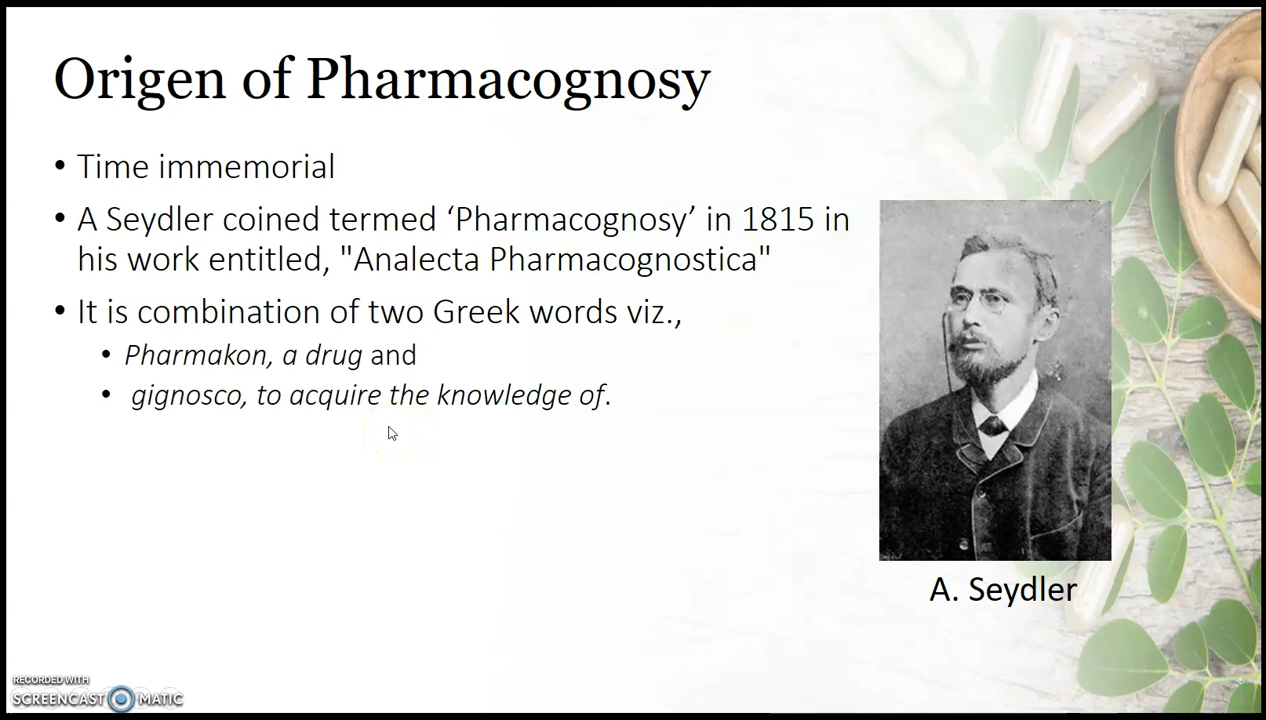 Origen of Pharmacognosy
• Time immemorial
• A Seydler coined termed ‘Pharmacognosy’ in 1815 in
his work entitled, "Analecta Pharmacognostica"
• It is combination of two Greek words viz.,
• Pharmakon, a drug and
• gignosco, to acquire the knowledge of.
A. Seydler
RECORDED WITH
SCREENCAST MATIC